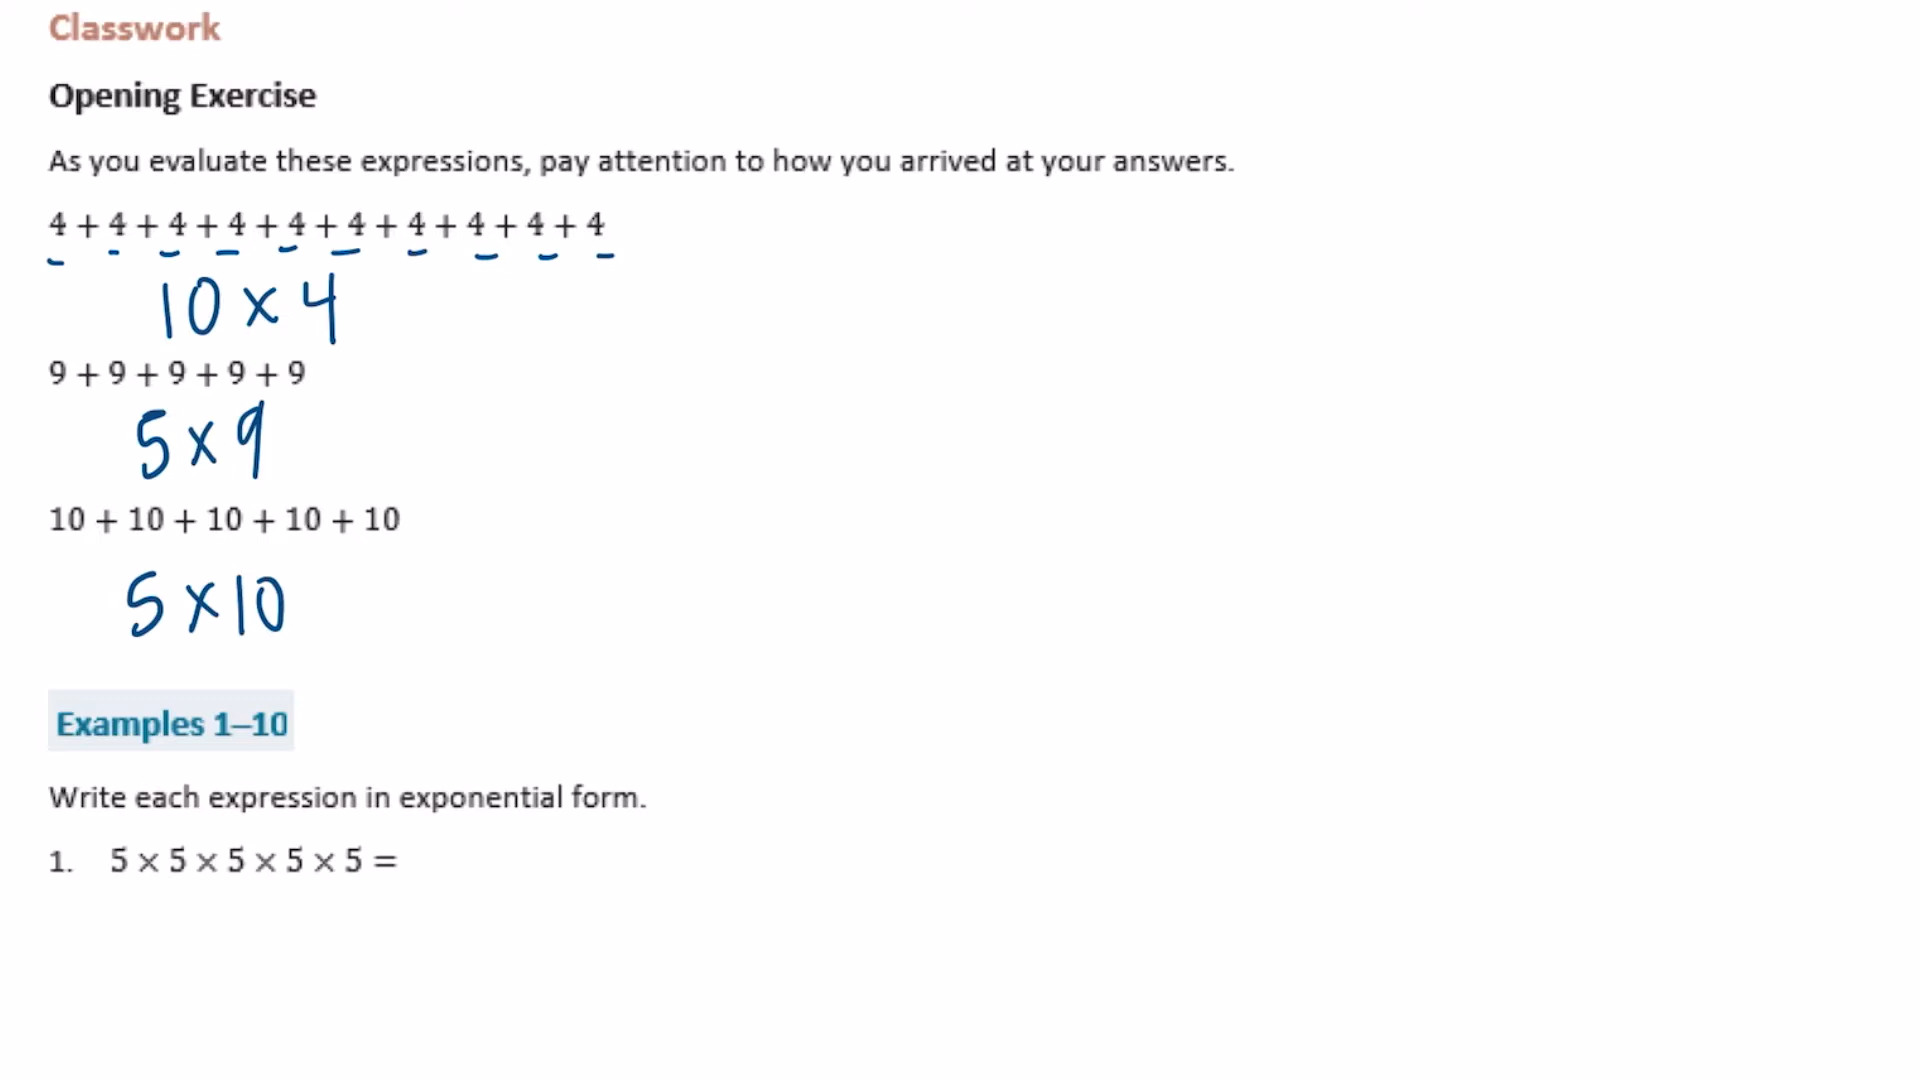 Classwork
Opening Exercise
As you evaluate these expressions, pay attention to how you arrived at your answers.
4 + 4 + 4 + 4 + 4 + 4 + 4 + 4 + 4 + 4
10 × 4
9 + 9 + 9 + 9 + 9
5 × 9
10 + 10 + 10 + 10 + 10
5 × 10
Examples 1–10
Write each expression in exponential form.
1. 5 × 5 × 5 × 5 × 5 =